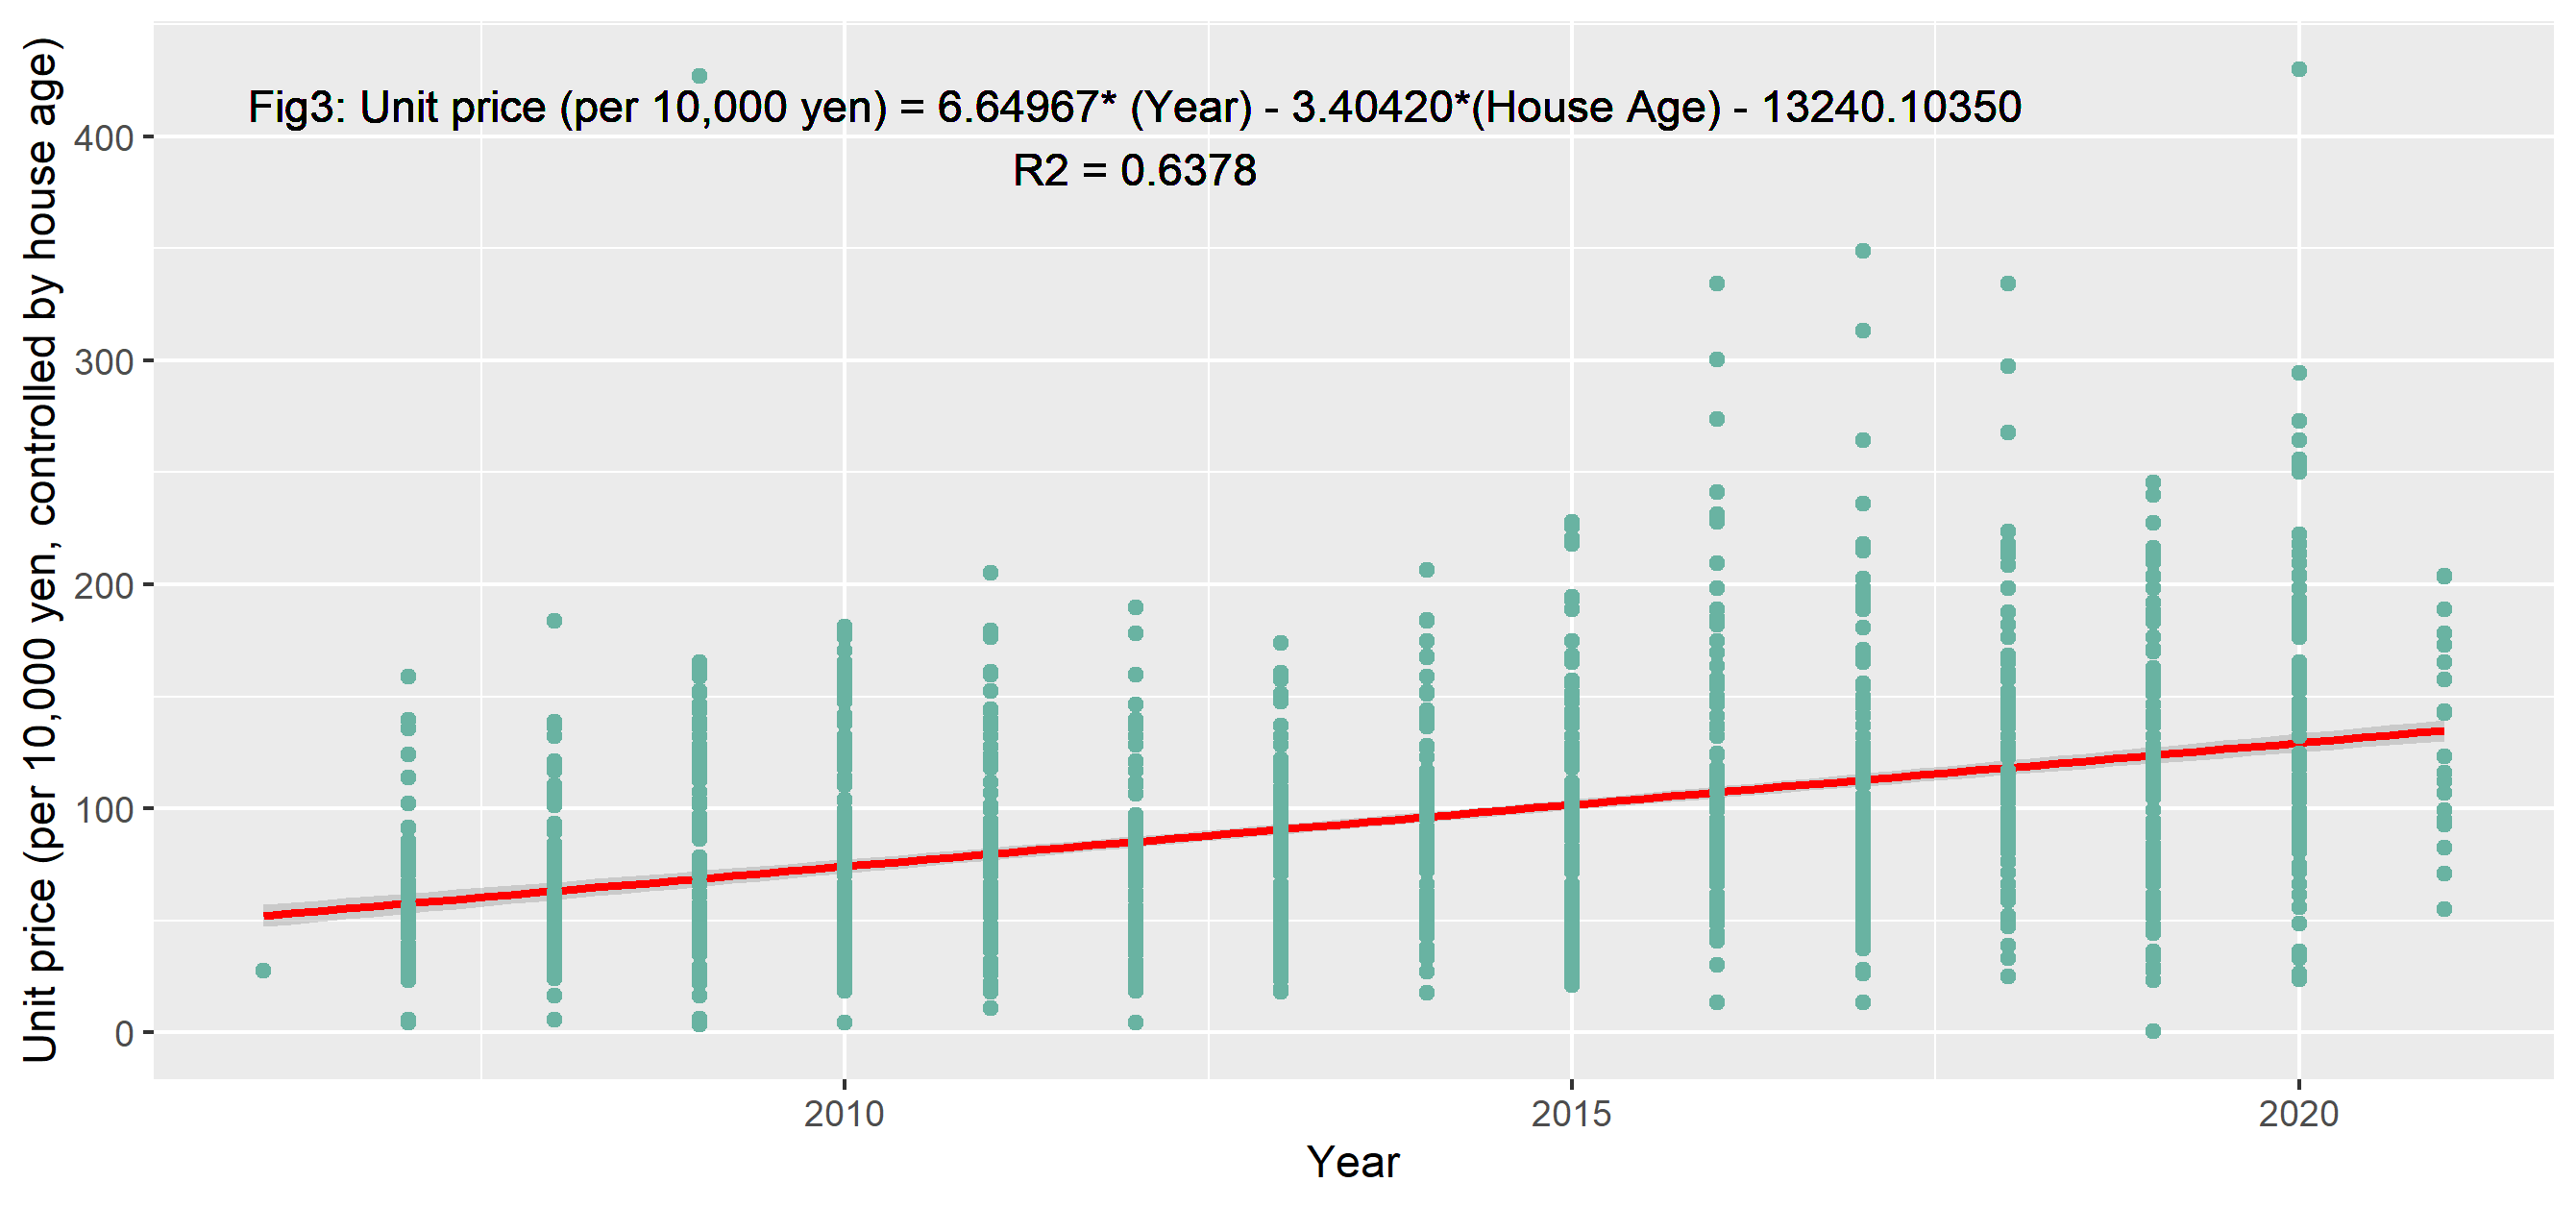 Fig3: Unit price (per 10,000 yen) = 6.64967* (Year) - 3.40420*(House Age) - 13240.10350
R2 = 0.6378
Unit price (per 10,000 yen, controlled by house age)
400
300
200
100
0
2010
2015
2020
Year